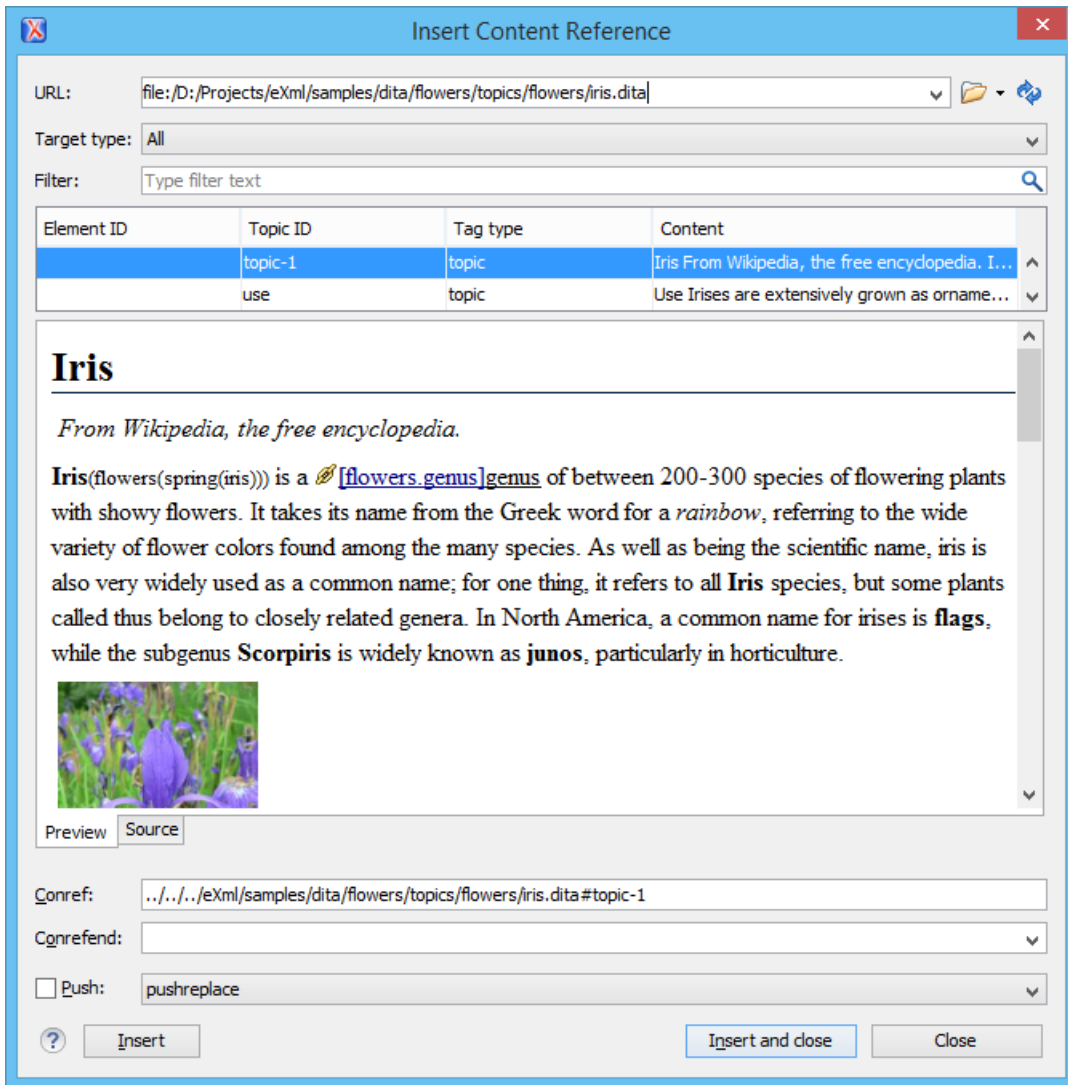 Insert Content Reference
URL: file:/D:/Projects/eXml/samples/dita/flowers/topics/flowers/iris.dita
Target type: All
Filter: Type filter text
Element ID Topic ID Tag type Content
topic-1 topic Iris From Wikipedia, the free encyclopedia. I...
use topic Use Irises are extensively grown as orname...
Iris
From Wikipedia, the free encyclopedia.
Iris(flowers(spring(iris))) is a [flowers.genus]genus of between 200-300 species of flowering plants
with showy flowers. It takes its name from the Greek word for a rainbow, referring to the wide
variety of flower colors found among the many species. As well as being the scientific name, iris is
also very widely used as a common name; for one thing, it refers to all Iris species, but some plants
called thus belong to closely related genera. In North America, a common name for irises is flags,
while the subgenus Scorpiris is widely known as junos, particularly in horticulture.
Preview Source
Conref: ../../../eXml/samples/dita/flowers/topics/flowers/iris.dita#topic-1
Conrefend:
Push: pushreplace
? Insert Insert and close Close